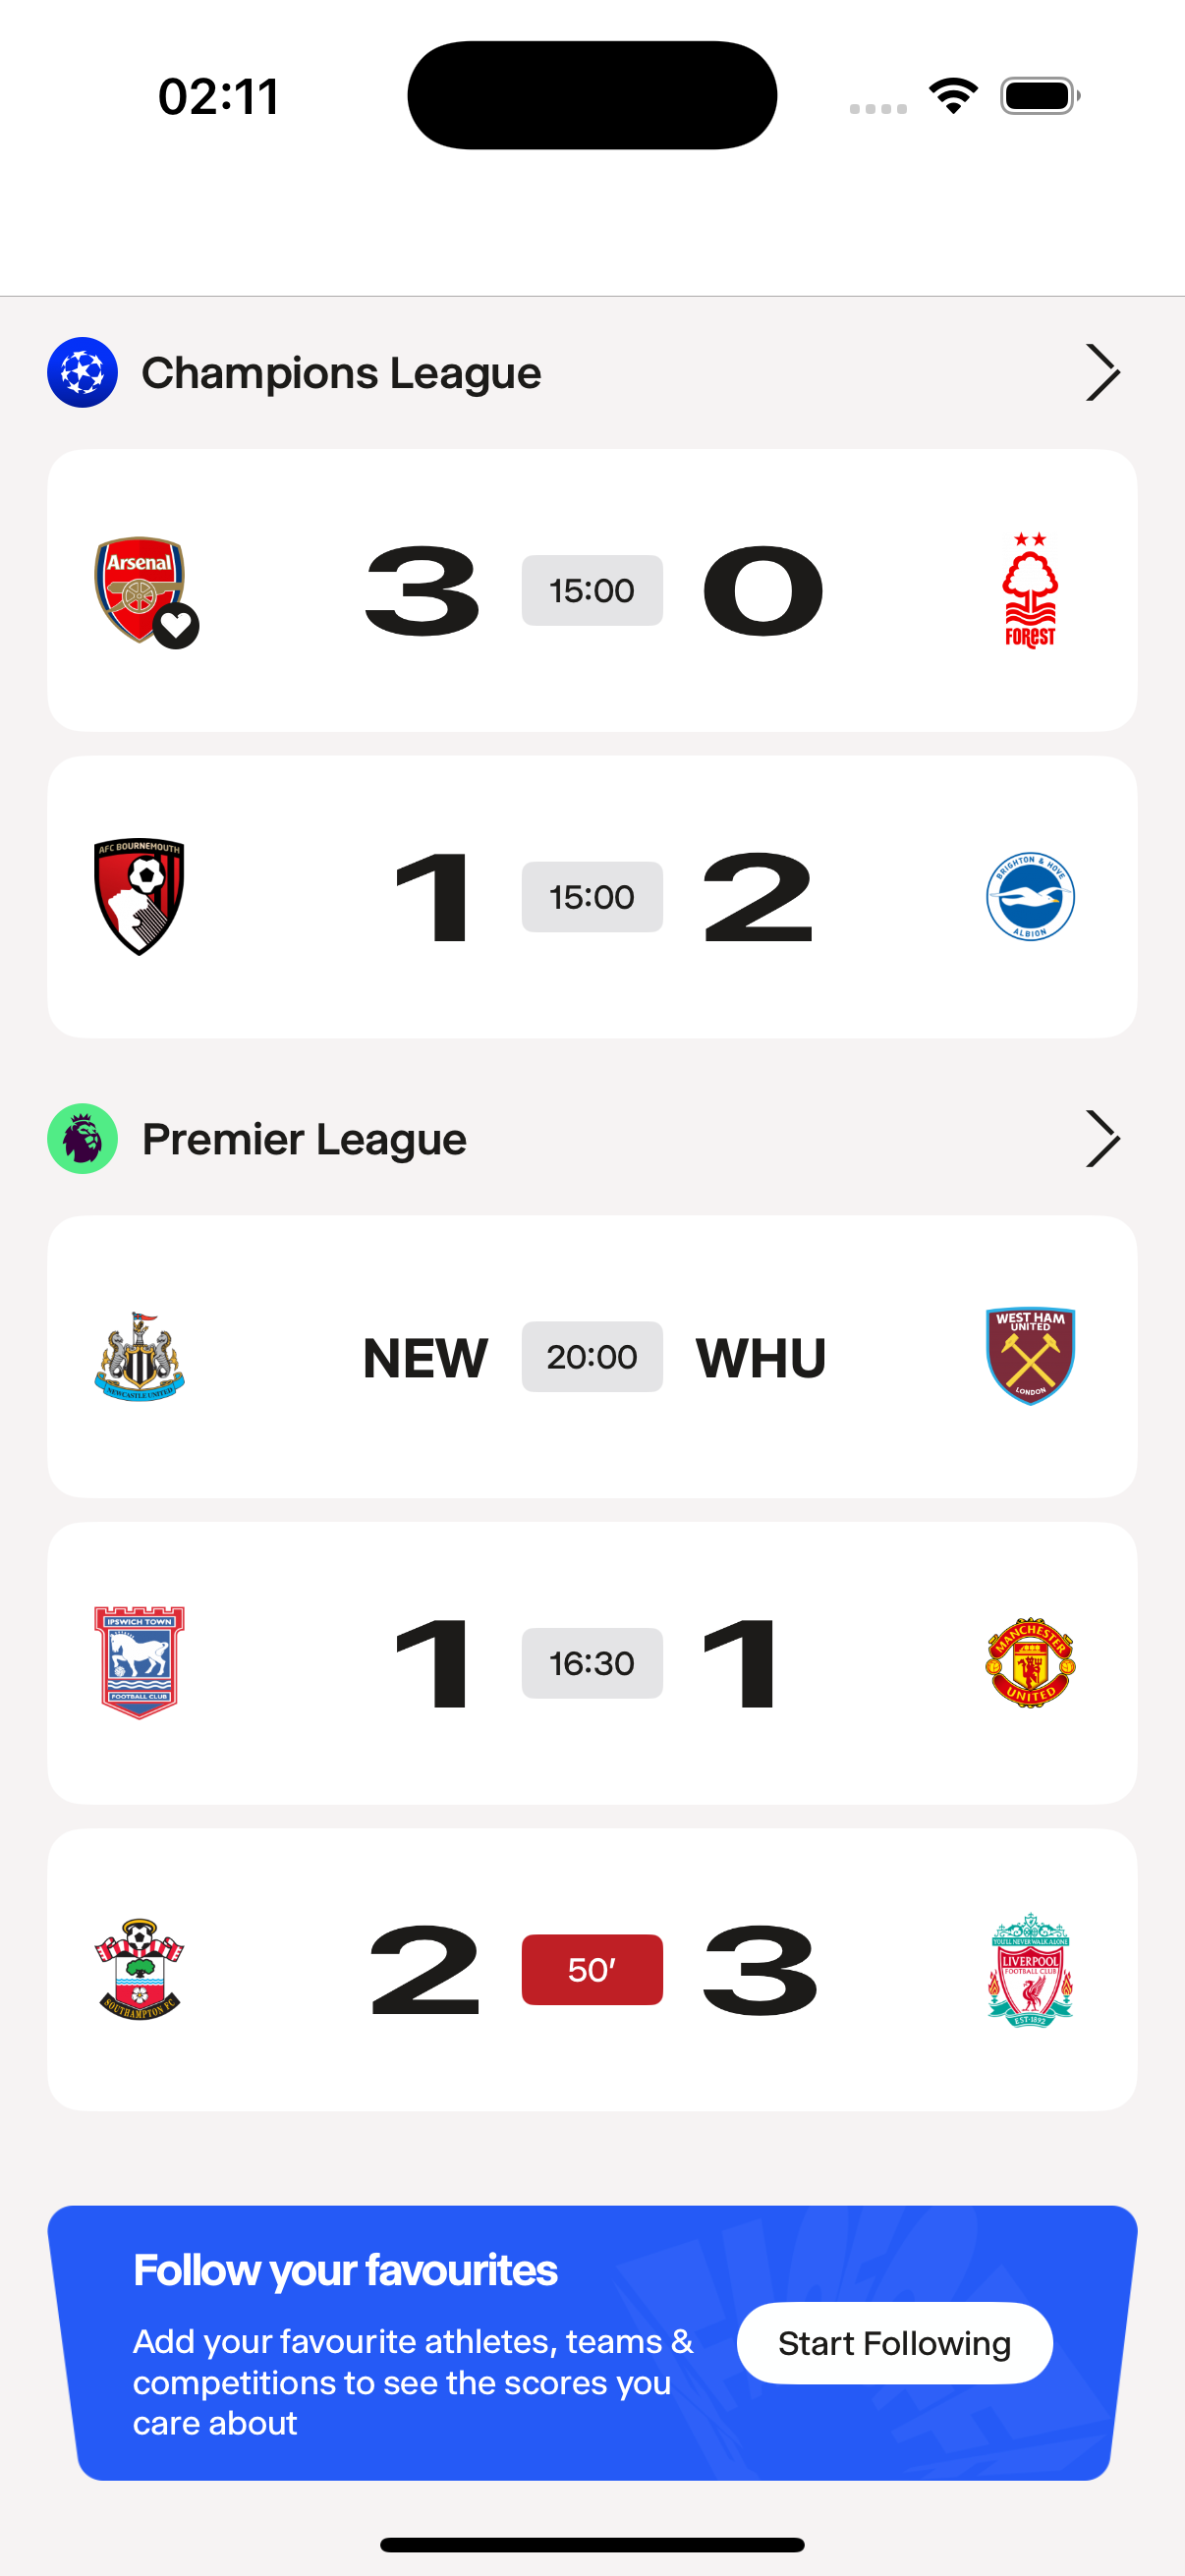 02:11
Champions League
Arsenal
3 15:00 0
FOREST
AFC BOURNEMOUTH
1 15:00 2
BRIGHTON & HOVE
ALBION
Premier League
NEWCASTLE UNITED
NEW 20:00 WHU
WEST HAM
UNITED
LONDON
IPSWICH TOWN
FOOTBALL CLUB
1 16:30 1
MANCHESTER
UNITED
SOUTHAMPTON FC
2 50′ 3
YOU'LL NEVER WALK ALONE
LIVERPOOL
FOOTBALL CLUB
EST·1892
Follow your favourites
Add your favourite athletes, teams &
competitions to see the scores you
care about
Start Following